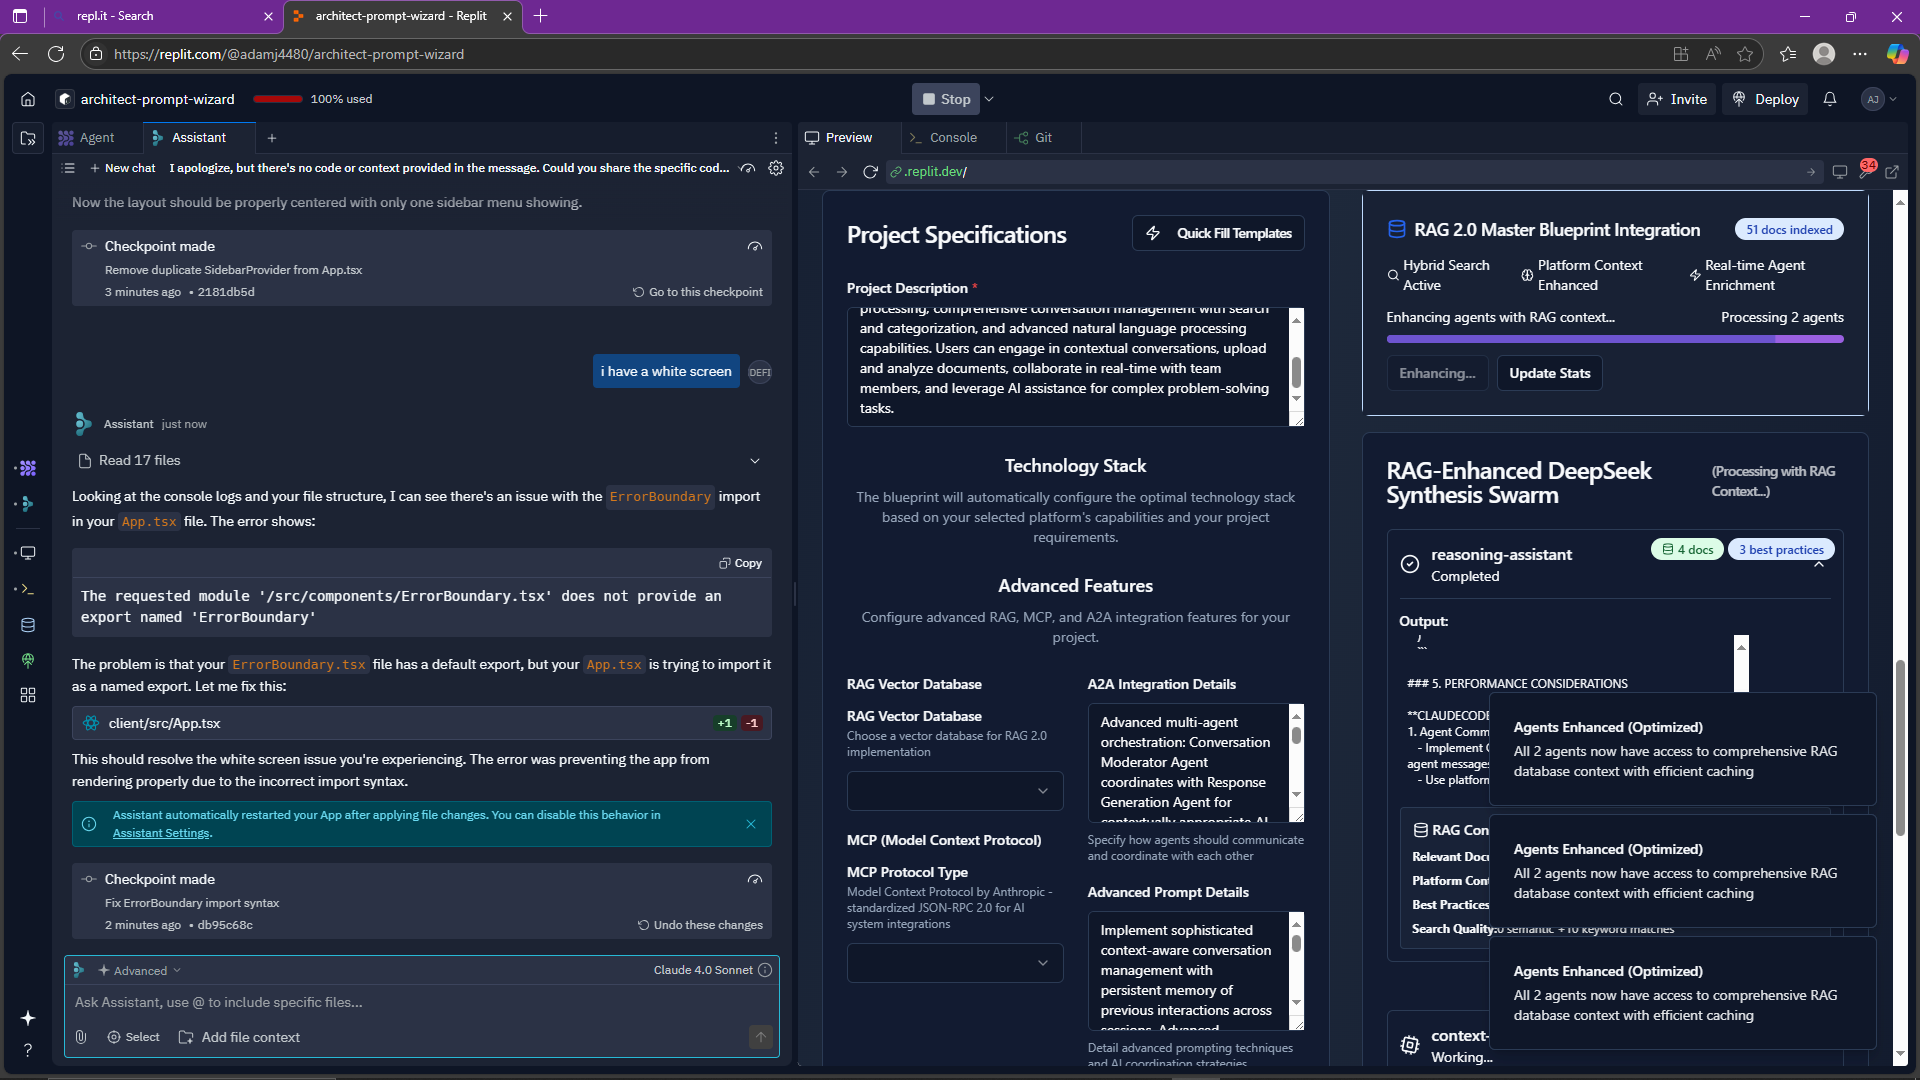 repl.it - Search
architect-prompt-wizard - Replit
https://replit.com/@adamj4480/architect-prompt-wizard
architect-prompt-wizard
100% used
Stop
Invite
Deploy
AJ
Agent
Assistant
Preview
Console
Git
New chat
I apologize, but there's no code or context provided in the message. Could you share the specific cod...
.replit.dev/
34
Now the layout should be properly centered with only one sidebar menu showing.
Checkpoint made
Remove duplicate SidebarProvider from App.tsx
3 minutes ago • 2181db5d
Go to this checkpoint
i have a white screen
DEFI
Assistant just now
Read 17 files
Looking at the console logs and your file structure, I can see there's an issue with the ErrorBoundary import
in your App.tsx file. The error shows:
Copy
The requested module '/src/components/ErrorBoundary.tsx' does not provide an
export named 'ErrorBoundary'
The problem is that your ErrorBoundary.tsx file has a default export, but your App.tsx is trying to import it
as a named export. Let me fix this:
client/src/App.tsx
+1 -1
This should resolve the white screen issue you're experiencing. The error was preventing the app from
rendering properly due to the incorrect import syntax.
Assistant automatically restarted your App after applying file changes. You can disable this behavior in
Assistant Settings.
Checkpoint made
Fix ErrorBoundary import syntax
2 minutes ago • db95c68c
Undo these changes
Advanced
Claude 4.0 Sonnet
Ask Assistant, use @ to include specific files...
Select
Add file context
Project Specifications
Quick Fill Templates
Project Description *
processing, comprehensive conversation management with search
and categorization, and advanced natural language processing
capabilities. Users can engage in contextual conversations, upload
and analyze documents, collaborate in real-time with team
members, and leverage AI assistance for complex problem-solving
tasks.
Technology Stack
The blueprint will automatically configure the optimal technology stack
based on your selected platform's capabilities and your project
requirements.
Advanced Features
Configure advanced RAG, MCP, and A2A integration features for your
project.
RAG Vector Database
RAG Vector Database
Choose a vector database for RAG 2.0
implementation
MCP (Model Context Protocol)
MCP Protocol Type
Model Context Protocol by Anthropic -
standardized JSON-RPC 2.0 for AI
system integrations
A2A Integration Details
Advanced multi-agent
orchestration: Conversation
Moderator Agent
coordinates with Response
Generation Agent for
contextually appropriate AI
Specify how agents should communicate
and coordinate with each other
Advanced Prompt Details
Implement sophisticated
context-aware conversation
management with
persistent memory of
previous interactions across
sessions. Advanced
Detail advanced prompting techniques
and AI coordination strategies
RAG 2.0 Master Blueprint Integration
51 docs indexed
Hybrid Search
Active
Platform Context
Enhanced
Real-time Agent
Enrichment
Enhancing agents with RAG context...
Processing 2 agents
Enhancing...
Update Stats
RAG-Enhanced DeepSeek
Synthesis Swarm
(Processing with RAG
Context...)
reasoning-assistant
Completed
4 docs
3 best practices
Output:
}
```
### 5. PERFORMANCE CONSIDERATIONS
**CLAUDECODE
1. Agent Comm
- Implement
agent messages
- Use platform
RAG Con
Relevant Docu
Platform Cont
Best Practices
Search Quality:0 semantic +10 keyword matches
Agents Enhanced (Optimized)
All 2 agents now have access to comprehensive RAG
database context with efficient caching
Agents Enhanced (Optimized)
All 2 agents now have access to comprehensive RAG
database context with efficient caching
Agents Enhanced (Optimized)
All 2 agents now have access to comprehensive RAG
database context with efficient caching
context-
Working...